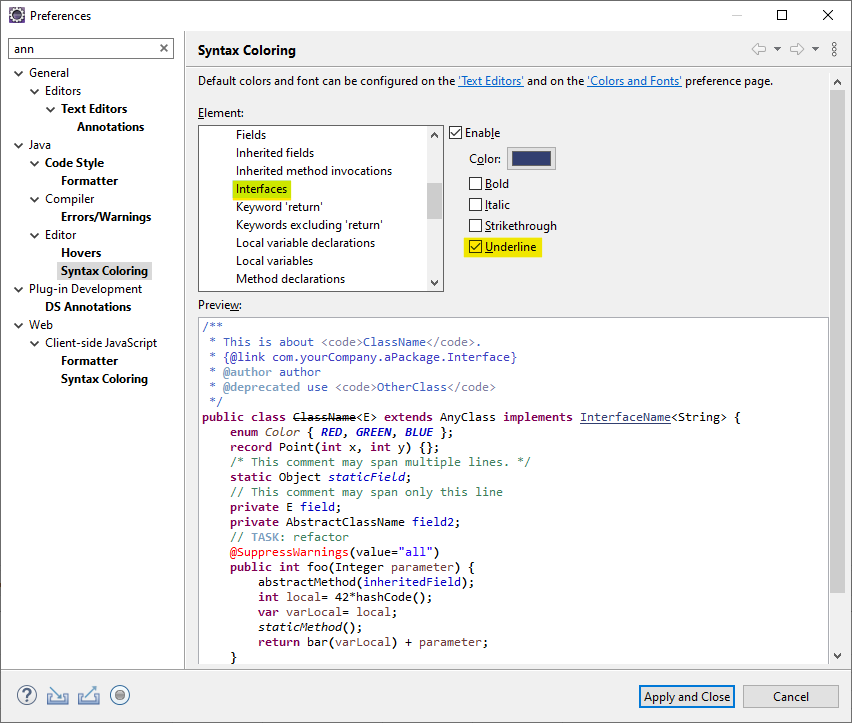 Preferences
ann
General
Editors
Text Editors
Annotations
Java
Code Style
Formatter
Compiler
Errors/Warnings
Editor
Hovers
Syntax Coloring
Plug-in Development
DS Annotations
Web
Client-side JavaScript
Formatter
Syntax Coloring
Syntax Coloring
Default colors and font can be configured on the 'Text Editors' and on the 'Colors and Fonts' preference page.
Element:
Fields
Inherited fields
Inherited method invocations
Interfaces
Keyword 'return'
Keywords excluding 'return'
Local variable declarations
Local variables
Method declarations
Enable
Color:
Bold
Italic
Strikethrough
Underline
Preview:
/**
 * This is about <code>ClassName</code>.
 * {@link com.yourCompany.aPackage.Interface}
 * @author author
 * @deprecated use <code>OtherClass</code>
 */
public class ClassName<E> extends AnyClass implements InterfaceName<String> {
    enum Color { RED, GREEN, BLUE };
    record Point(int x, int y) {};
    /* This comment may span multiple lines. */
    static Object staticField;
    // This comment may span only this line
    private E field;
    private AbstractClassName field2;
    // TASK: refactor
    @SuppressWarnings(value="all")
    public int foo(Integer parameter) {
        abstractMethod(inheritedField);
        int local= 42*hashCode();
        var varLocal= local;
        staticMethod();
        return bar(varLocal) + parameter;
    }
?
Apply and Close
Cancel